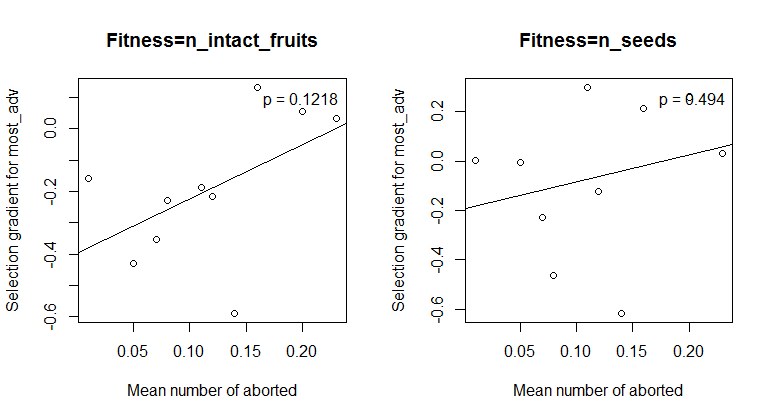 Fitness=n_intact_fruits
Selection gradient for most_adv
0.0
-0.2
-0.4
-0.6
p = 0.1218
0.05
0.10
0.15
0.20
Mean number of aborted
Fitness=n_seeds
Selection gradient for most_adv
0.2
0.0
-0.2
-0.4
-0.6
p = 0.494
0.05
0.10
0.15
0.20
Mean number of aborted